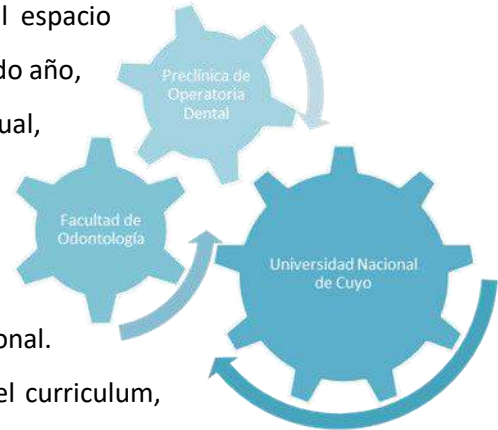 l espacio
do año,
ual,
onal.
el curriculum,
Preclínica de
Operatoria
Dental
Facultad de
Odontología
Universidad Nacional
de Cuyo